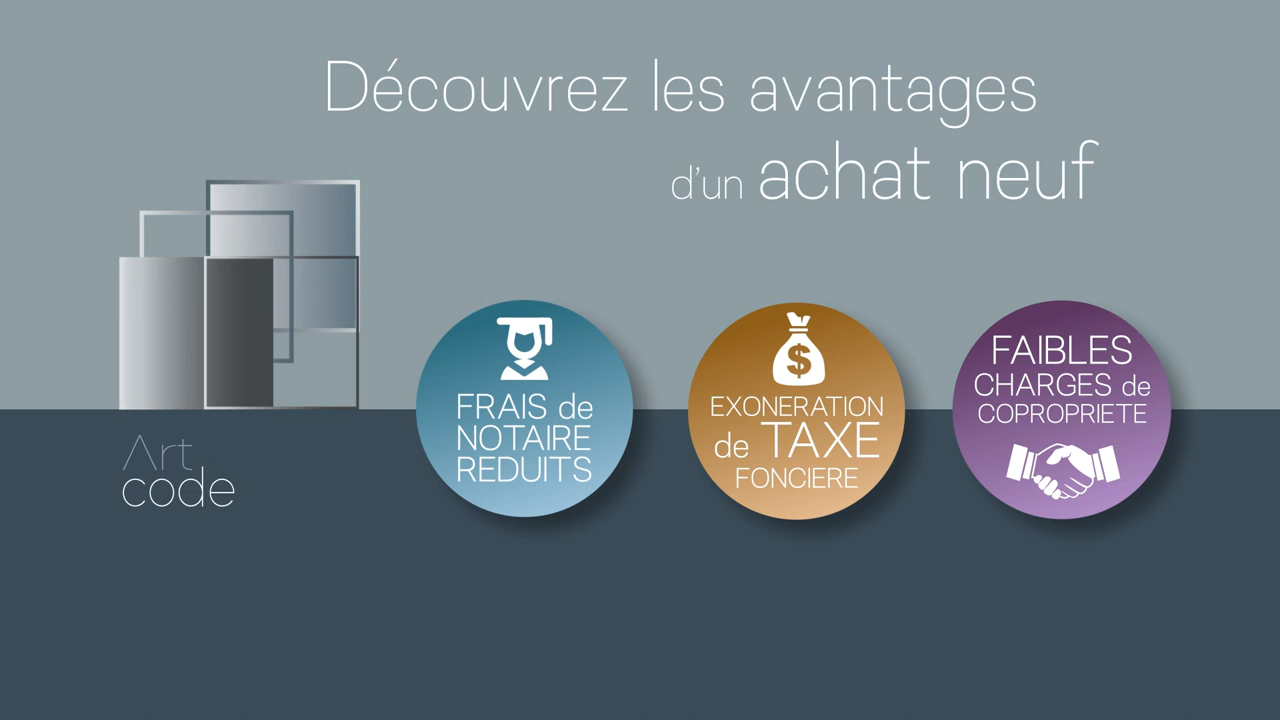 Découvrez les avantages
d'un achat neuf
Art
code
FRAIS de
NOTAIRE
REDUITS
$
EXONERATION
de TAXE
FONCIERE
FAIBLES
CHARGES de
COPROPRIETE